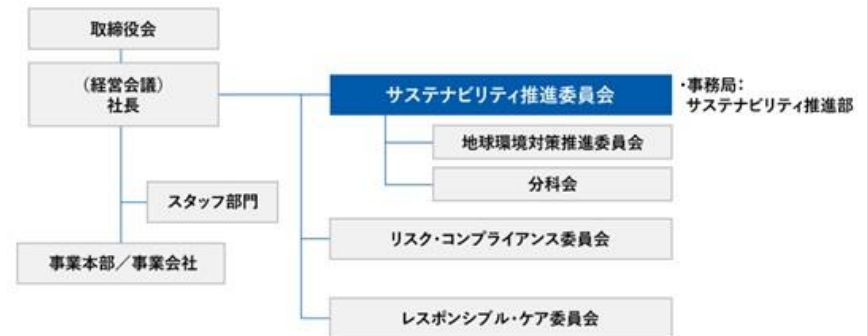 取締役会
(経営会議)
社長
サステナビリティ推進委員会
・事務局:
サステナビリティ推進部
地球環境対策推進委員会
分科会
スタッフ部門
リスク・コンプライアンス委員会
事業本部／事業会社
レスポンシブル・ケア委員会